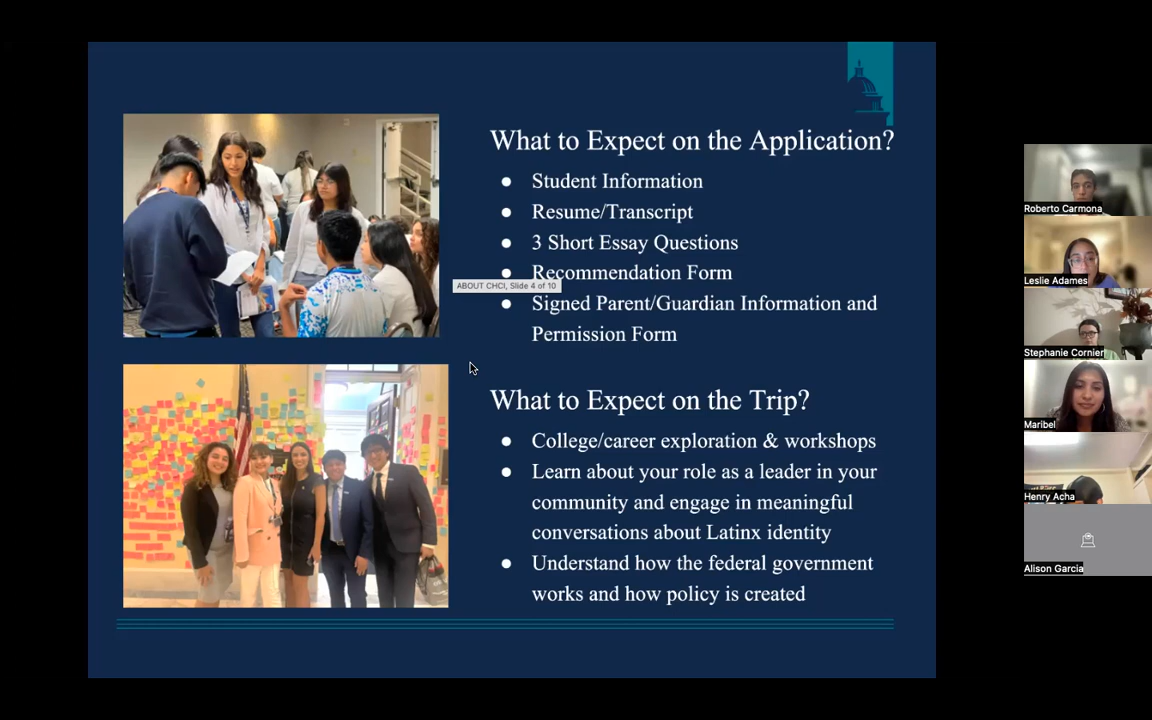 What to Expect on the Application?
● Student Information
● Resume/Transcript
● 3 Short Essay Questions
● Recommendation Form
ABOUT CHCI, Slide 4 of 10
● Signed Parent/Guardian Information and
Permission Form
What to Expect on the Trip?
● College/career exploration & workshops
● Learn about your role as a leader in your
community and engage in meaningful
conversations about Latinx identity
● Understand how the federal government
works and how policy is created
Roberto Carmona
Leslie Adames
Stephanie Cornier
Maribel
Henry Acha
Alison Garcia